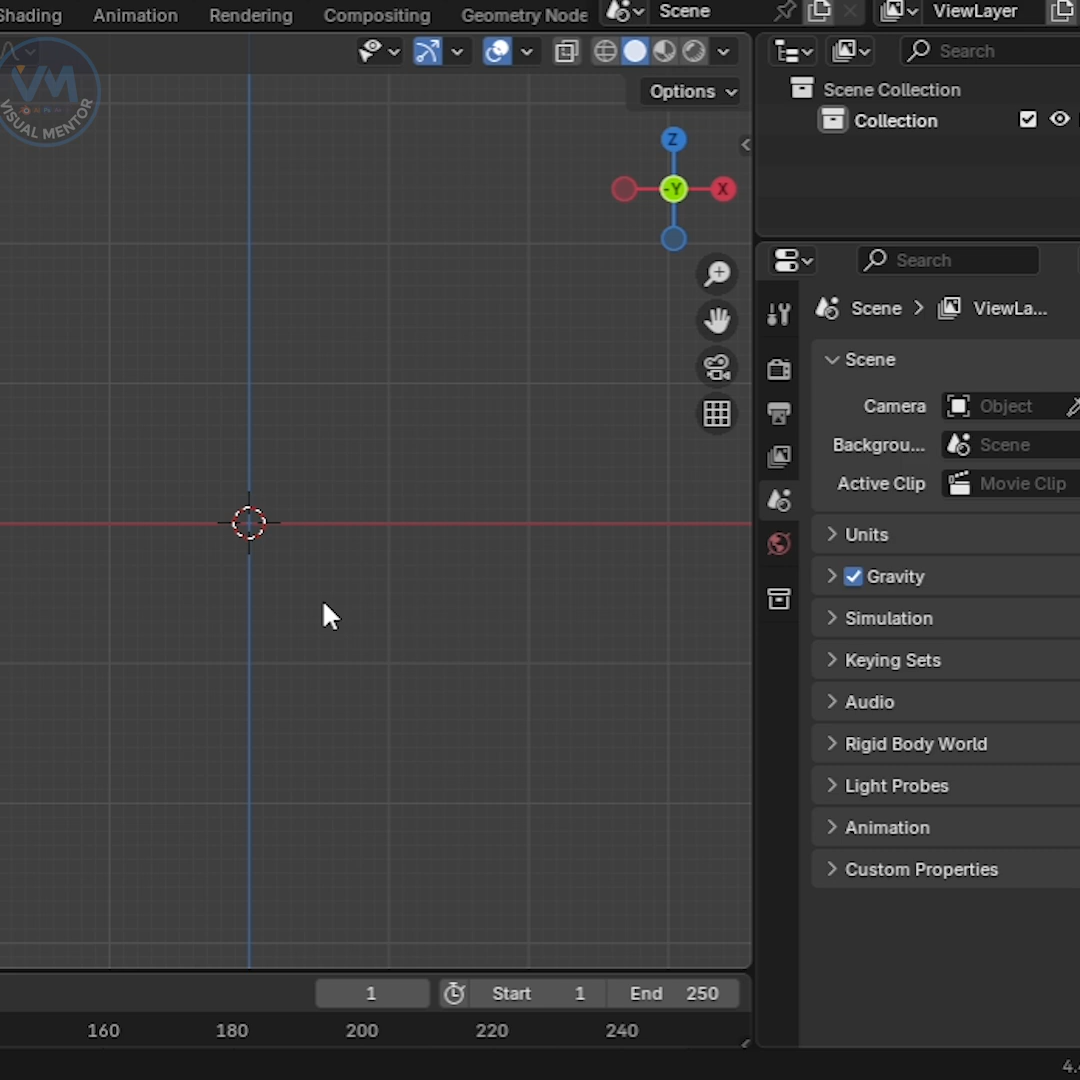 Shading Animation Rendering Compositing Geometry Node Scene ViewLayer
VM
VISUAL MENTOR
Search
Options
Scene Collection
Collection
Z
-Y X
Search
Scene > ViewLa...
Scene
Camera Object
Backgrou... Scene
Active Clip Movie Clip
Units
Gravity
Simulation
Keying Sets
Audio
Rigid Body World
Light Probes
Animation
Custom Properties
1 Start 1 End 250
160 180 200 220 240
4.